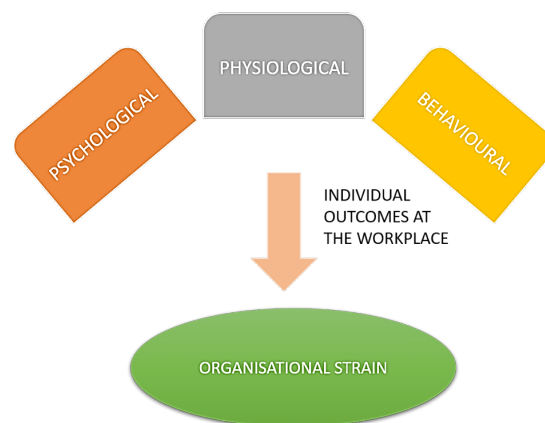 PSYCHOLOGICAL
PHYSIOLOGICAL
BEHAVIOURAL
INDIVIDUAL
OUTCOMES AT
THE WORKPLACE
ORGANISATIONAL STRAIN